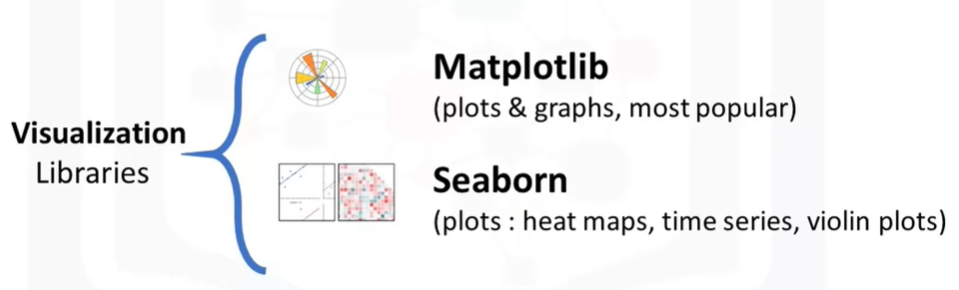 Visualization
Libraries
Matplotlib
(plots & graphs, most popular)
Seaborn
(plots : heat maps, time series, violin plots)